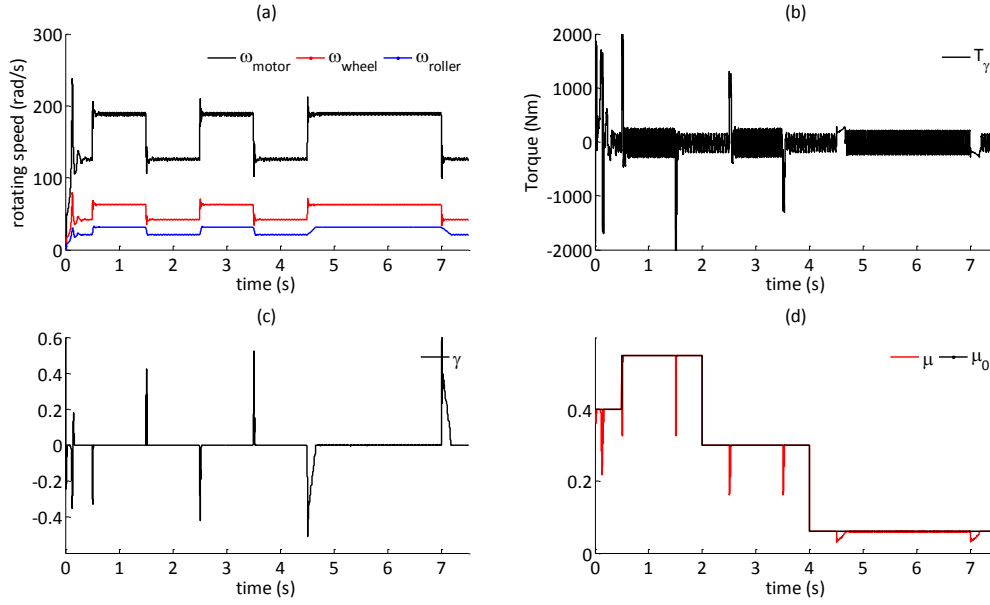 (a)
300
ω_motor ω_wheel ω_roller
200
100
0
rotating speed (rad/s)
0 1 2 3 4 5 6 7
time (s)
(b)
2000
T_γ
1000
0
-1000
-2000
Torque (Nm)
0 1 2 3 4 5 6 7
time (s)
(c)
0.6
γ
0.4
0.2
0
-0.2
-0.4
0 1 2 3 4 5 6 7
time (s)
(d)
μ μ_0
0.4
0.2
0
0 1 2 3 4 5 6 7
time (s)